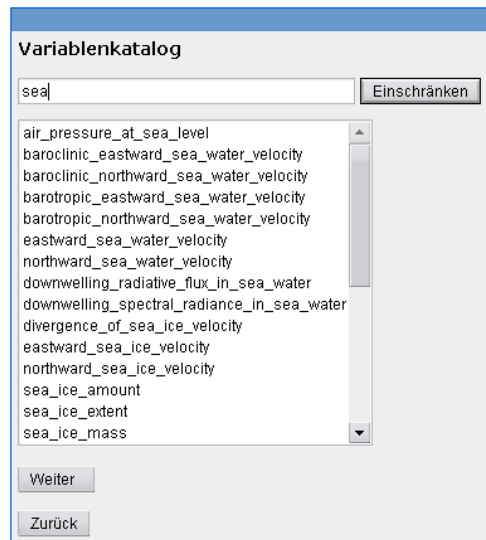 Variablenkatalog
sea
Einschränken
air_pressure_at_sea_level
baroclinic_eastward_sea_water_velocity
baroclinic_northward_sea_water_velocity
barotropic_eastward_sea_water_velocity
barotropic_northward_sea_water_velocity
eastward_sea_water_velocity
northward_sea_water_velocity
downwelling_radiative_flux_in_sea_water
downwelling_spectral_radiance_in_sea_water
divergence_of_sea_ice_velocity
eastward_sea_ice_velocity
northward_sea_ice_velocity
sea_ice_amount
sea_ice_extent
sea_ice_mass
Weiter
Zurück